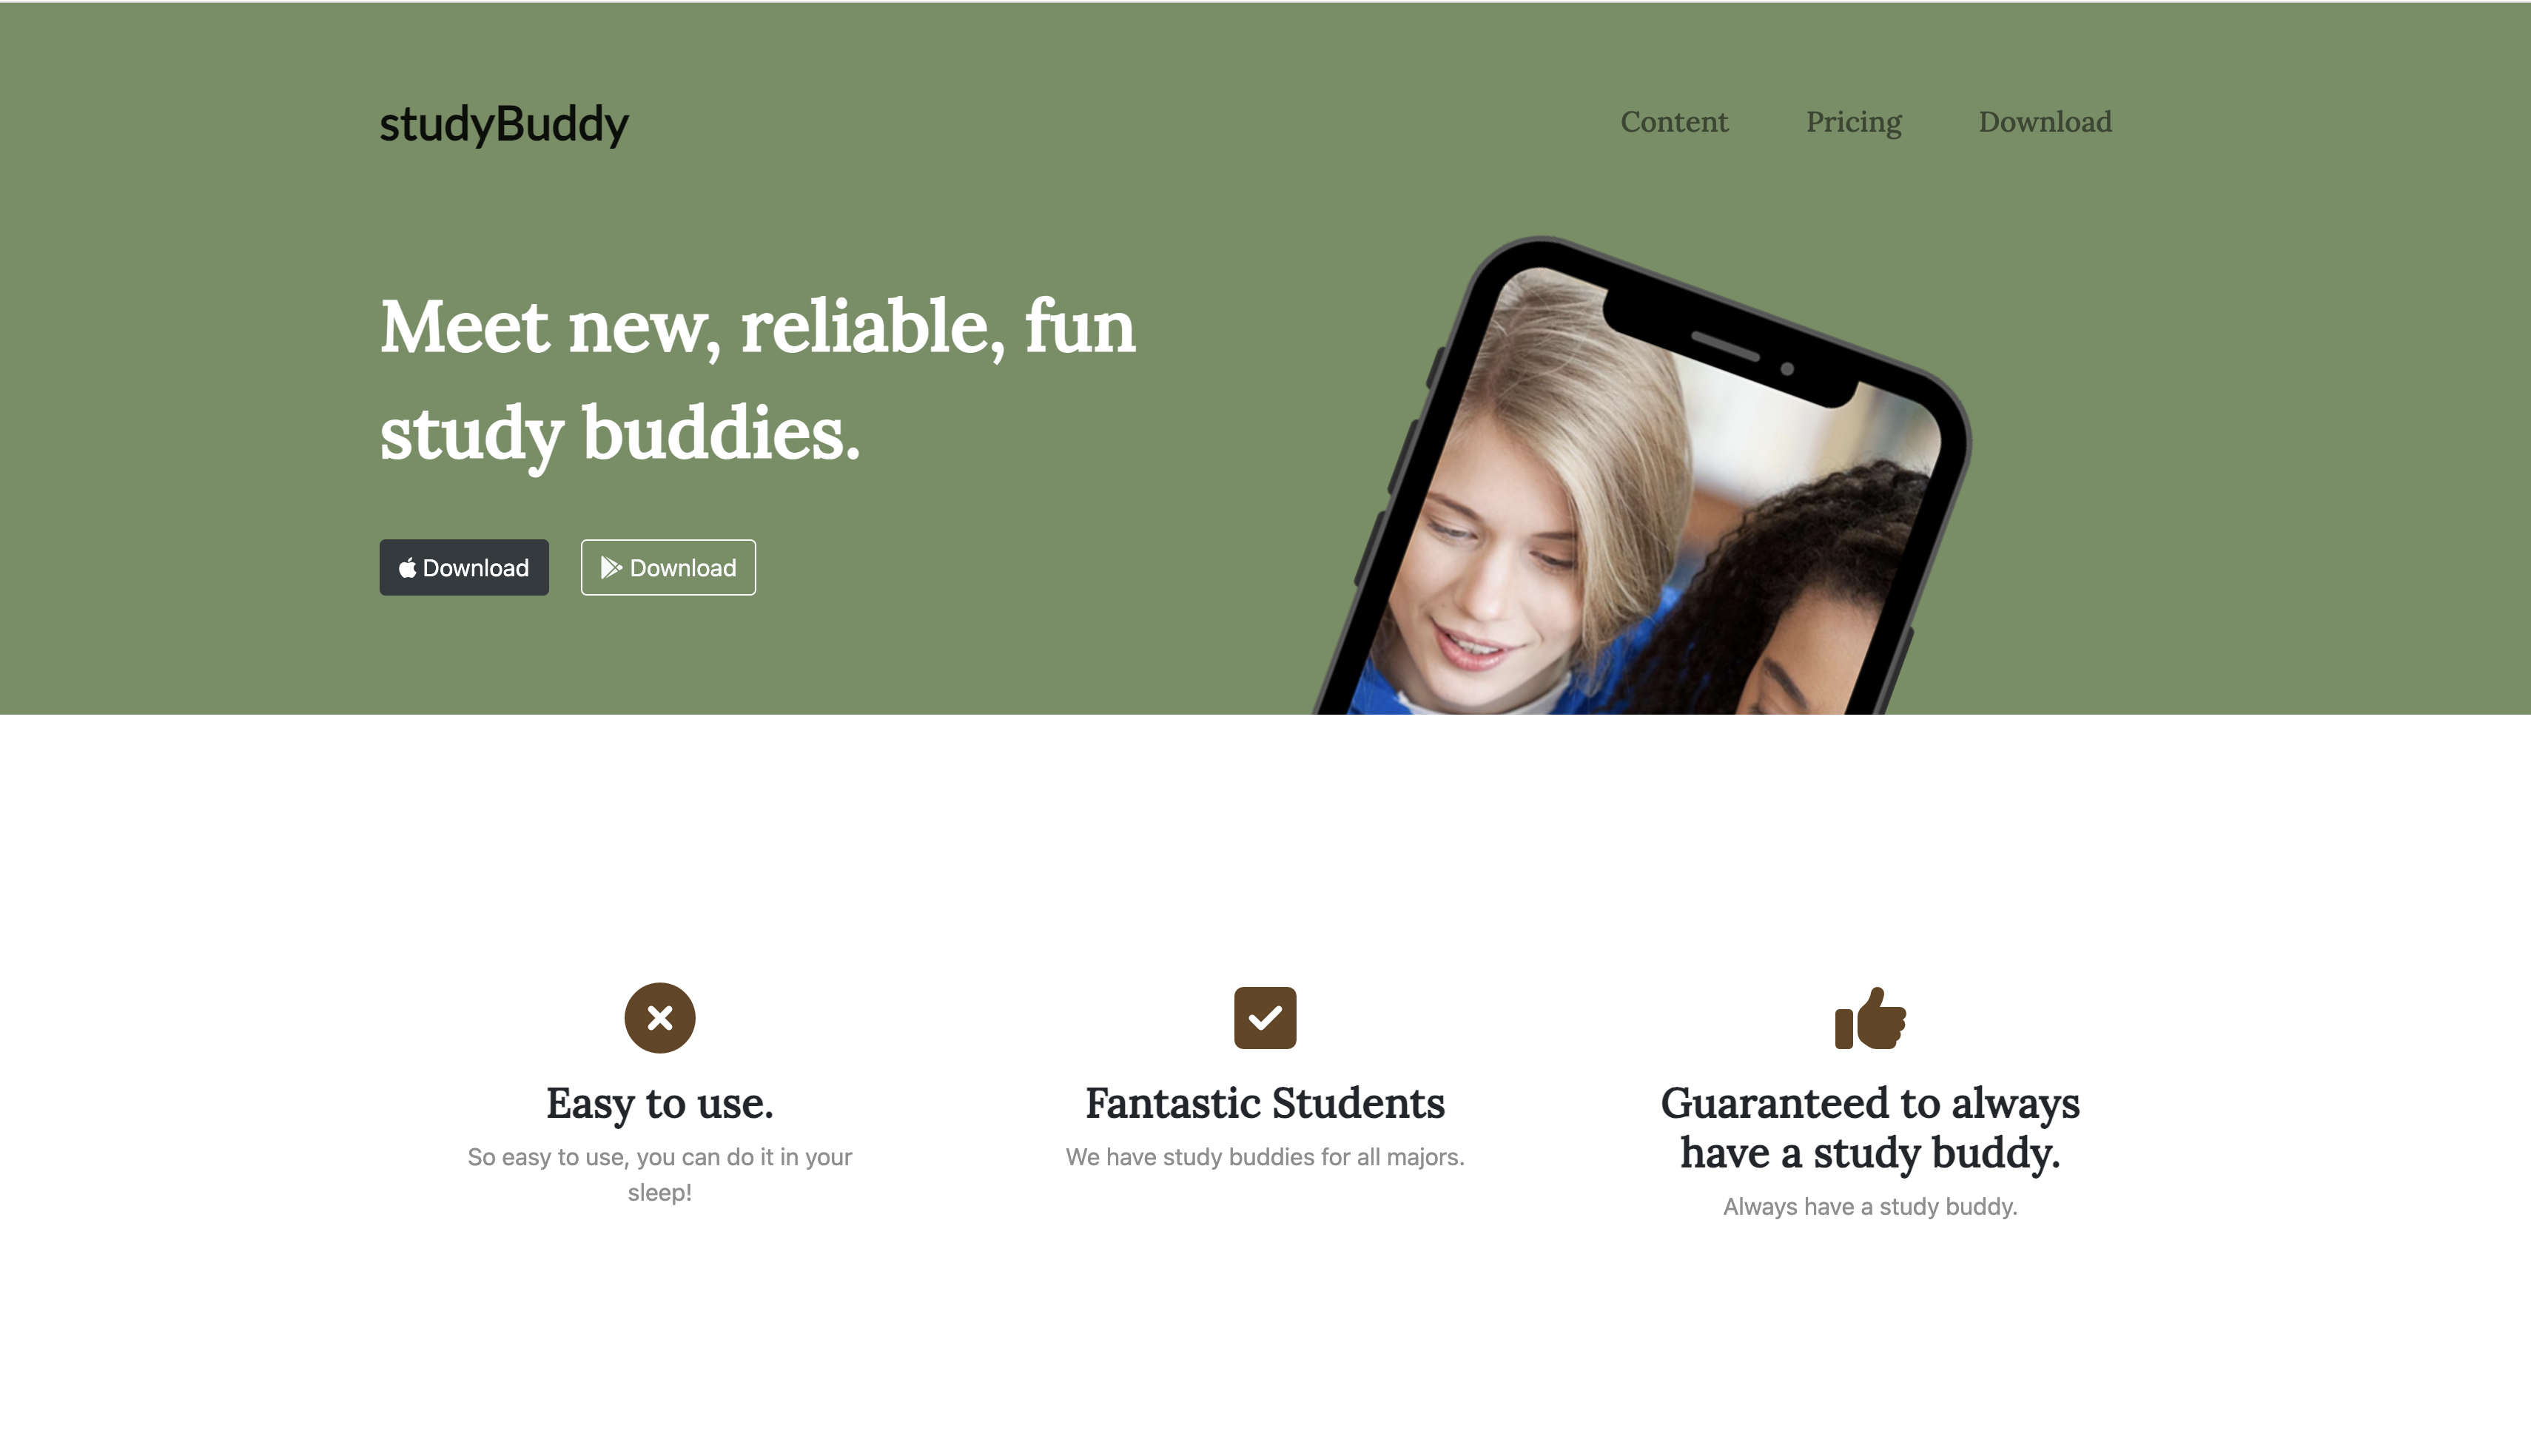 studyBuddy
Content Pricing Download
Meet new, reliable, fun
study buddies.
Download Download
Easy to use.
So easy to use, you can do it in your
sleep!
Fantastic Students
We have study buddies for all majors.
Guaranteed to always
have a study buddy.
Always have a study buddy.